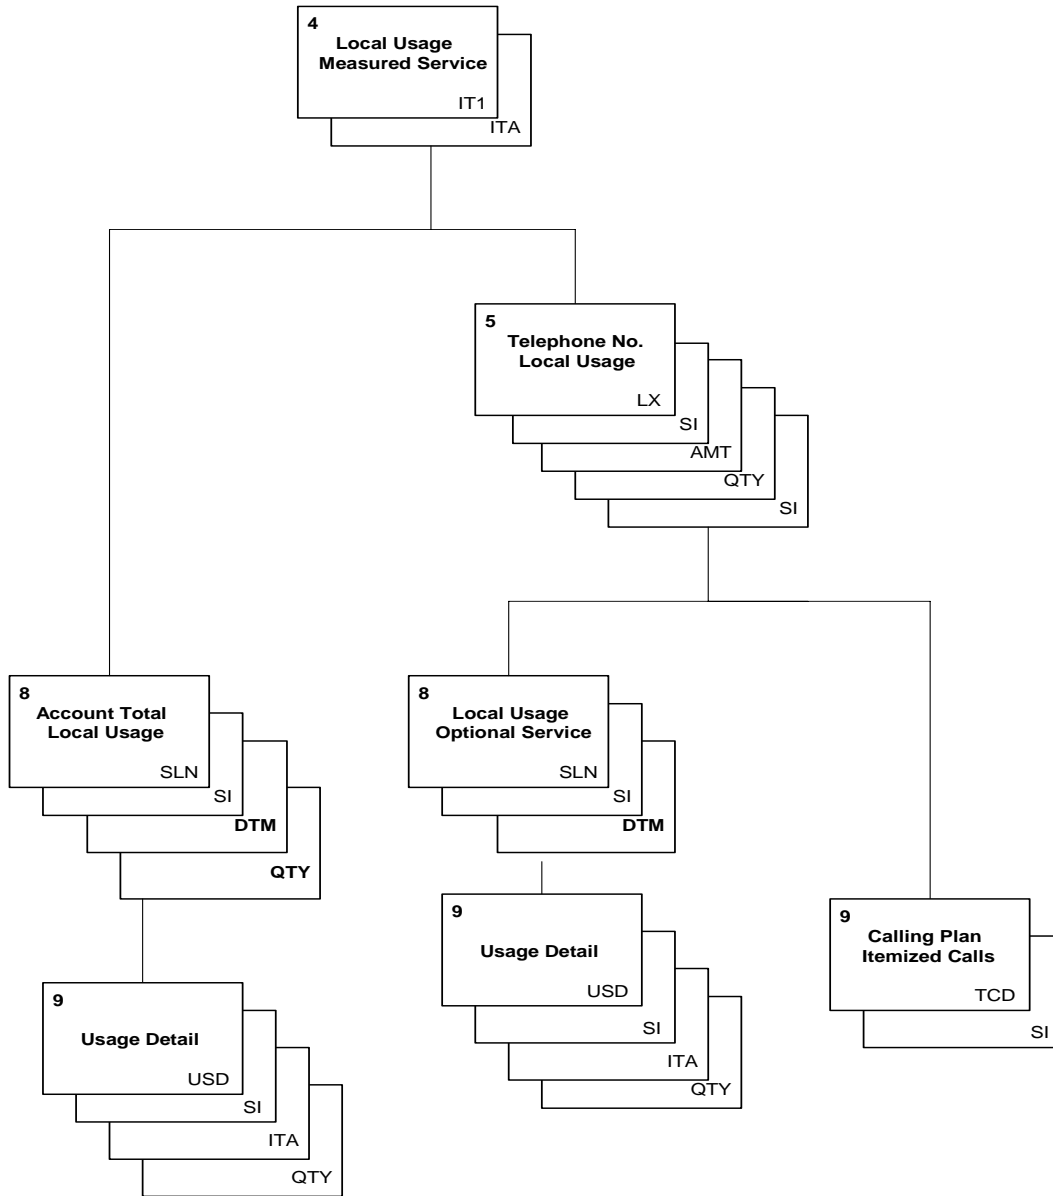 4
Local Usage
Measured Service
IT1
ITA
5
Telephone No.
Local Usage
LX
SI
AMT
QTY
SI
8
Account Total
Local Usage
SLN
SI
DTM
QTY
8
Local Usage
Optional Service
SLN
SI
DTM
9
Usage Detail
USD
SI
ITA
QTY
9
Usage Detail
USD
SI
ITA
QTY
9
Calling Plan
Itemized Calls
TCD
SI